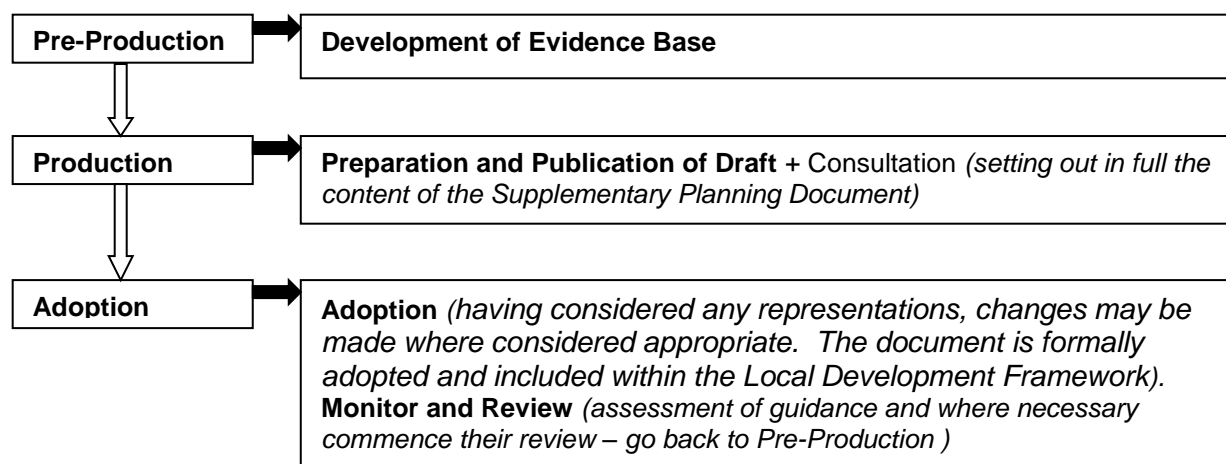 Pre-Production
Development of Evidence Base
Production
Preparation and Publication of Draft + Consultation (setting out in full the
content of the Supplementary Planning Document)
Adoption
Adoption (having considered any representations, changes may be
made where considered appropriate.  The document is formally
adopted and included within the Local Development Framework).
Monitor and Review (assessment of guidance and where necessary
commence their review – go back to Pre-Production )